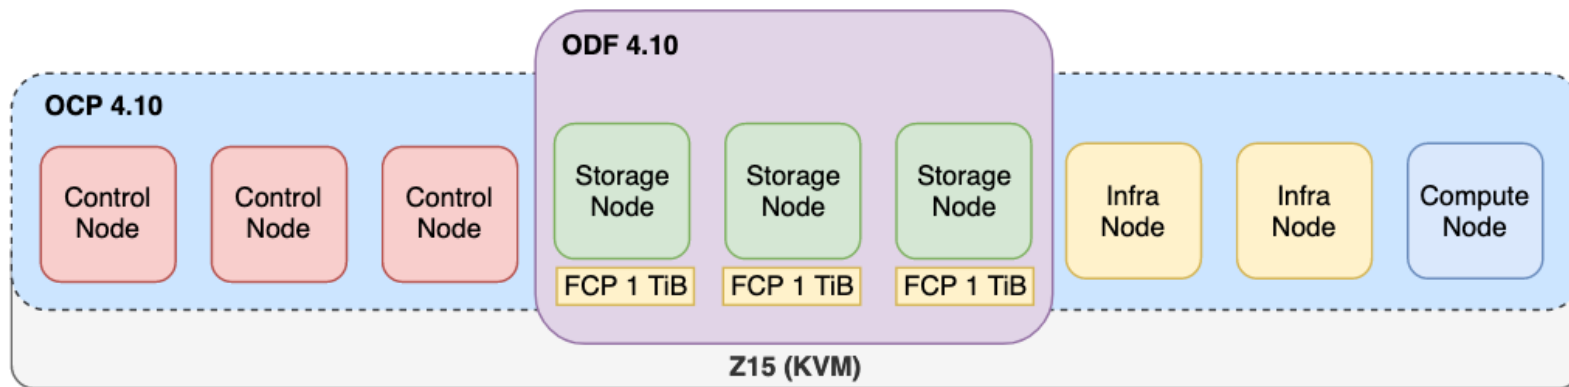 ODF 4.10
OCP 4.10
Control
Node
Control
Node
Control
Node
Storage
Node
Storage
Node
Storage
Node
Infra
Node
Infra
Node
Compute
Node
FCP 1 TiB
FCP 1 TiB
FCP 1 TiB
Z15 (KVM)